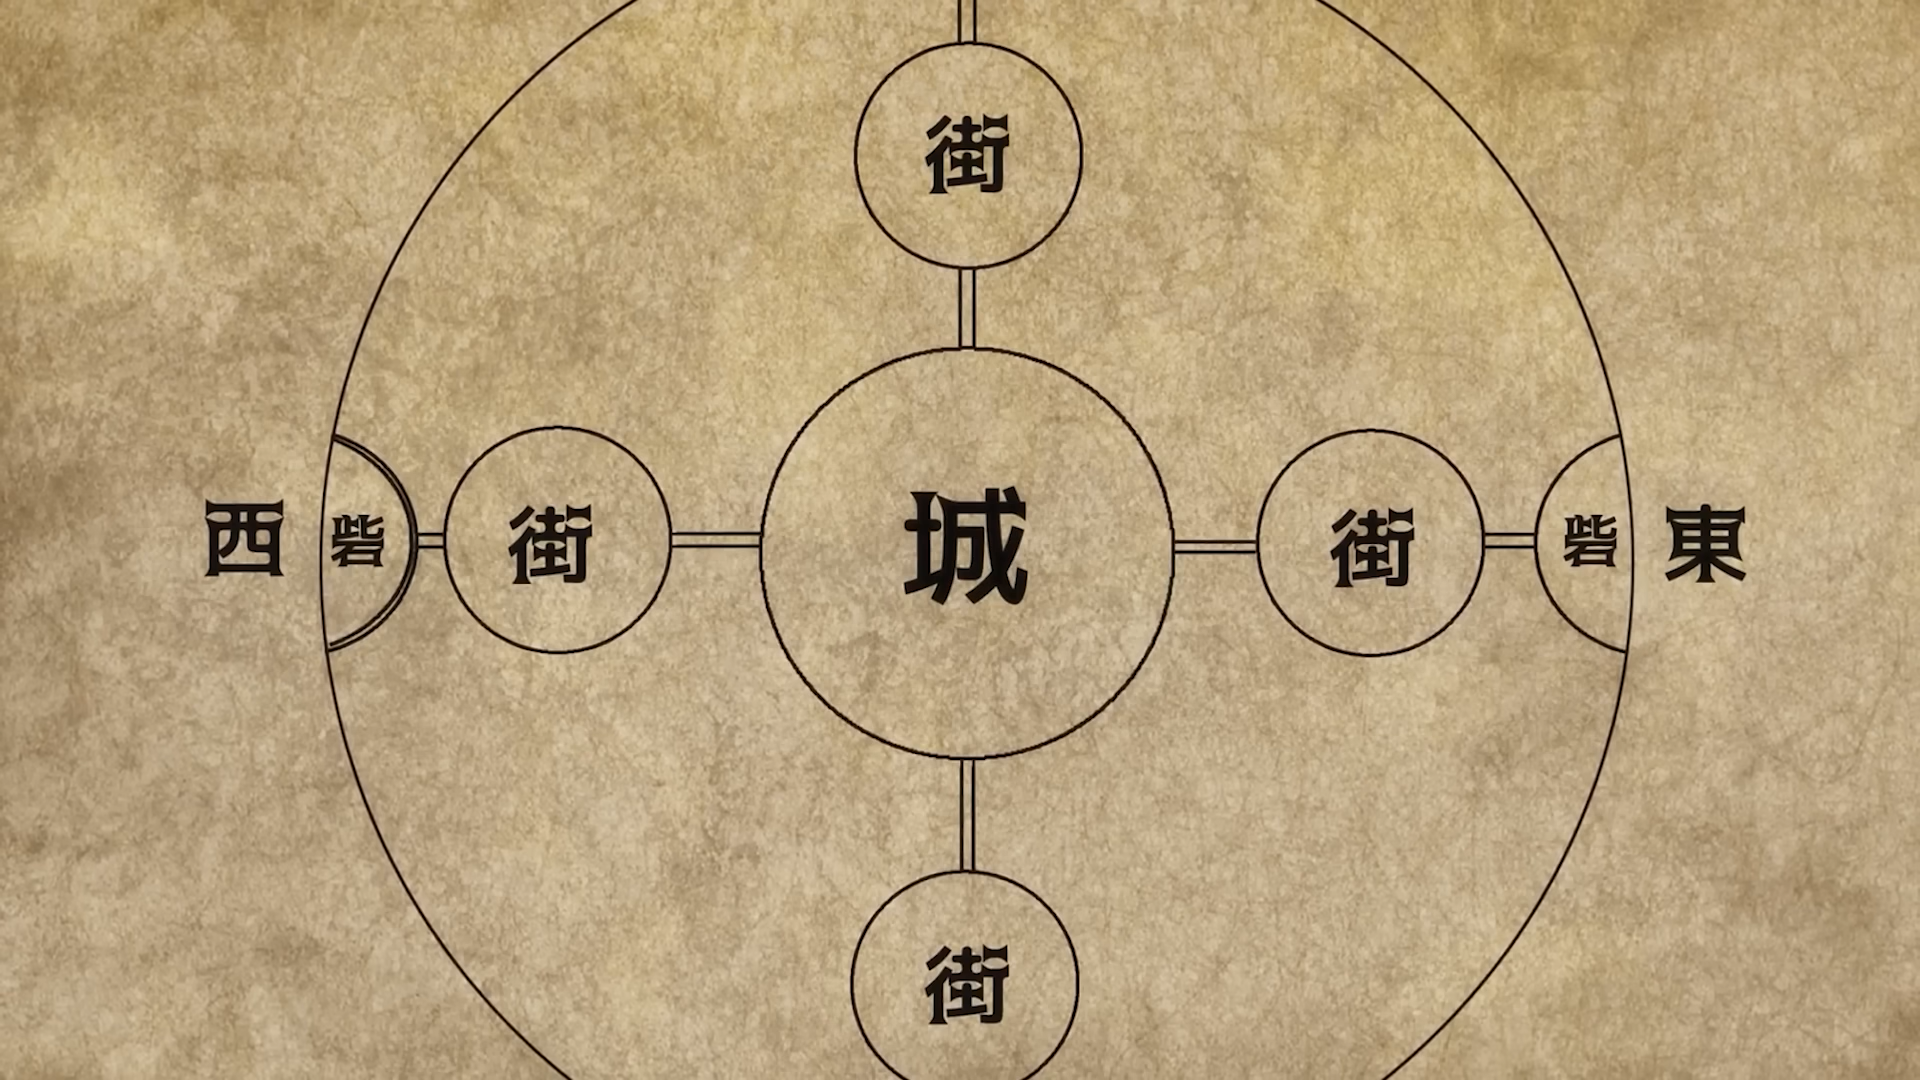 街
西 砦 街 城 街 砦 東
街